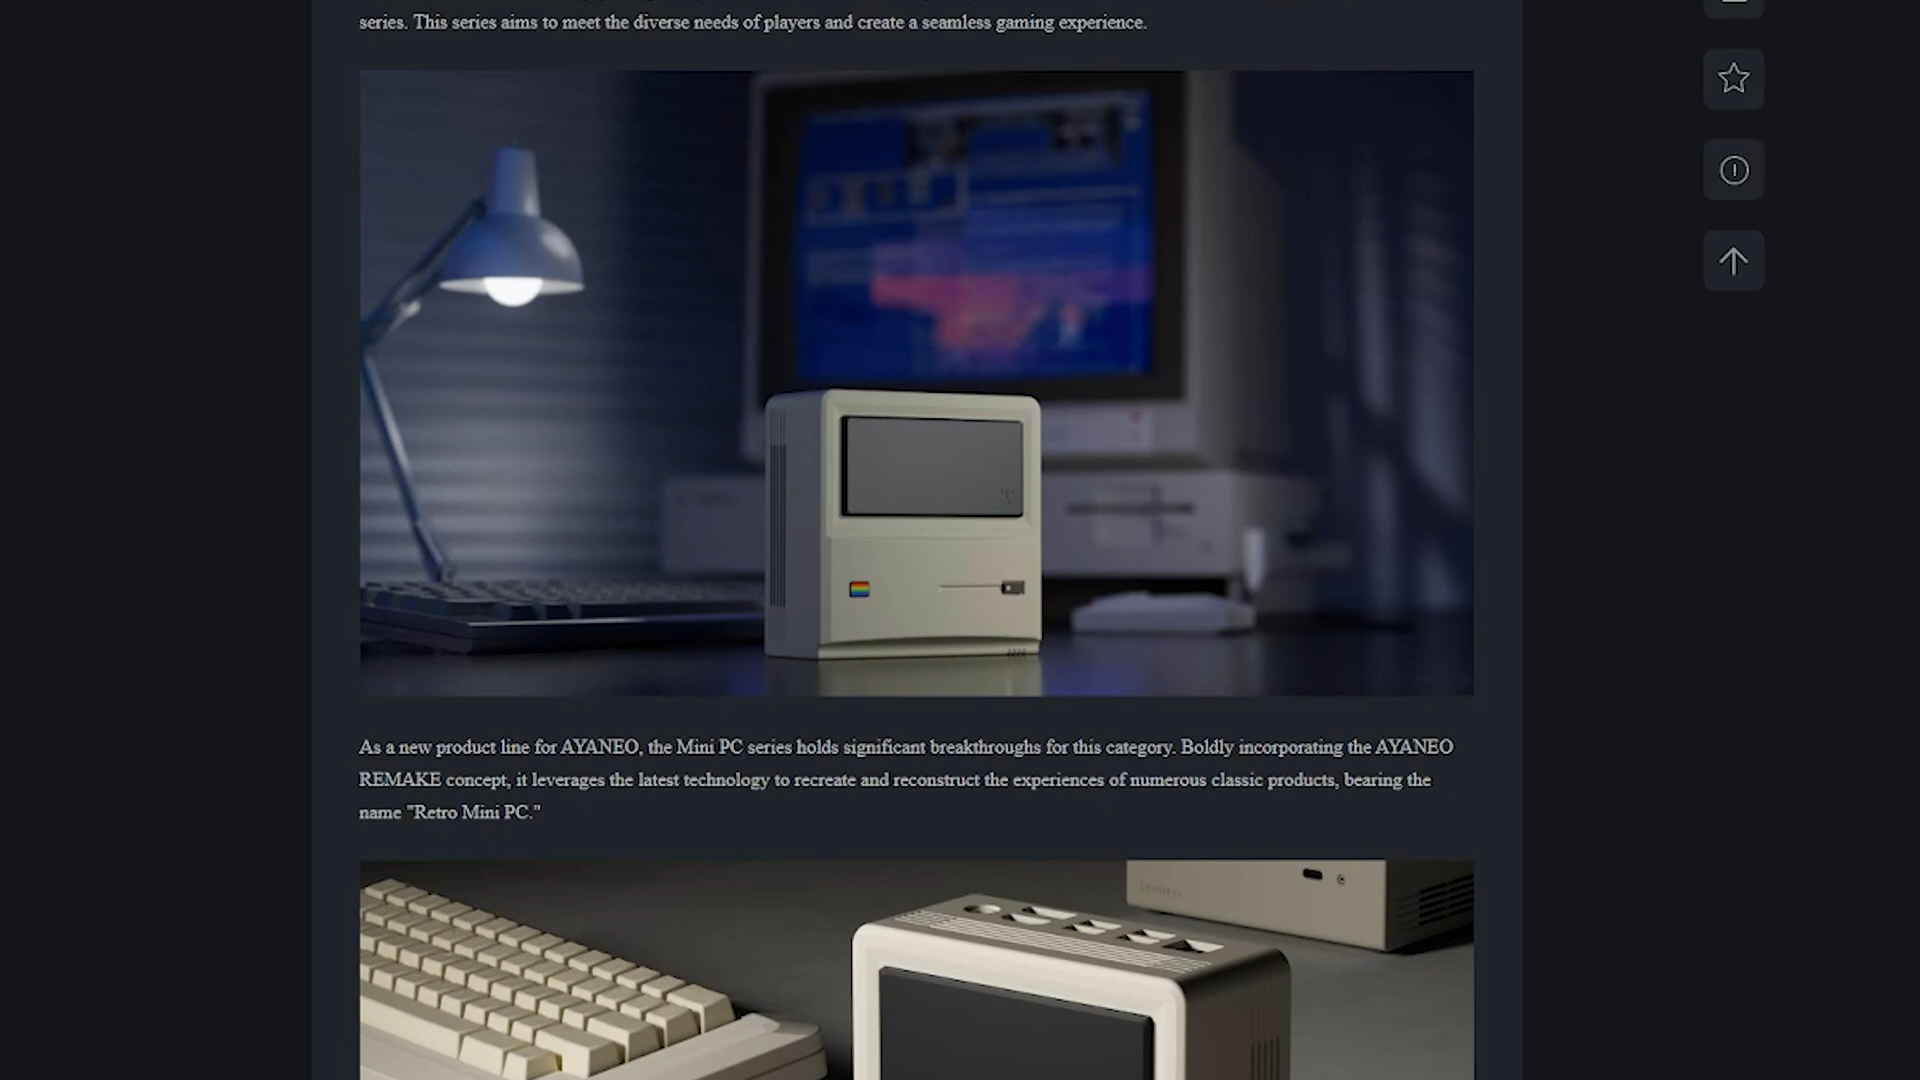 series. This series aims to meet the diverse needs of players and create a seamless gaming experience.
As a new product line for AYANEO, the Mini PC series holds significant breakthroughs for this category. Boldly incorporating the AYANEO
REMAKE concept, it leverages the latest technology to recreate and reconstruct the experiences of numerous classic products, bearing the
name "Retro Mini PC."